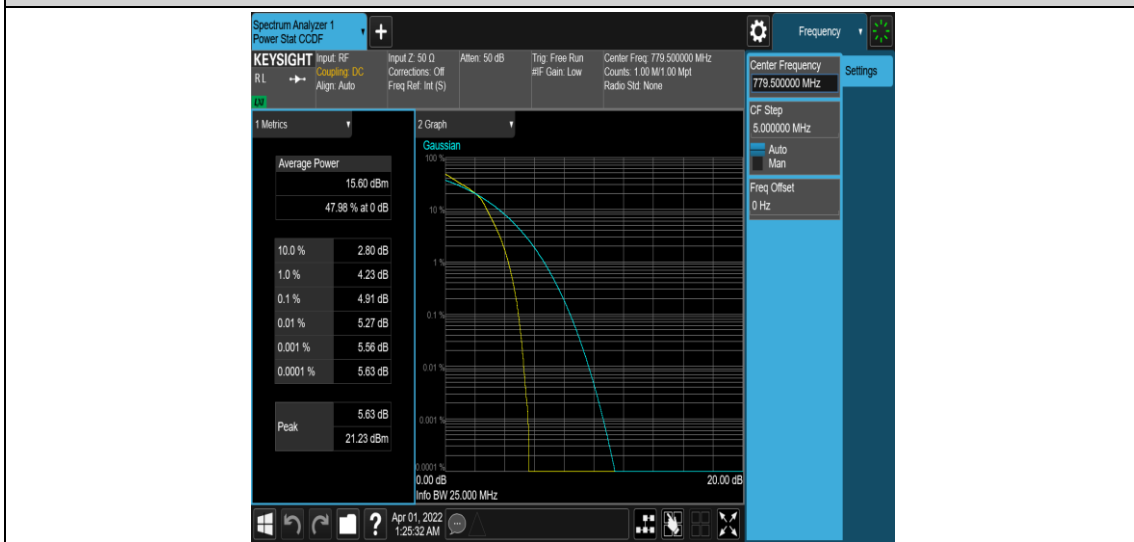 Spectrum Analyzer 1
Power Stat CCDF
Frequency
KEYSIGHT
RL
LXI
Input: RF
Coupling: DC
Align: Auto
Input Z: 50 Ω
Corrections: Off
Freq Ref: Int (S)
Atten: 50 dB
Trig: Free Run
#IF Gain: Low
Center Freq: 779.500000 MHz
Counts: 1.00 M/1.00 Mpt
Radio Std: None
Center Frequency
779.500000 MHz
Settings
CF Step
5.000000 MHz
Auto
Man
Freq Offset
0 Hz
1 Metrics
Average Power
15.60 dBm
47.98 % at 0 dB
10.0 % 2.80 dB
1.0 % 4.23 dB
0.1 % 4.91 dB
0.01 % 5.27 dB
0.001 % 5.56 dB
0.0001 % 5.63 dB
Peak
5.63 dB
21.23 dBm
2 Graph
Gaussian
100 %
10 %
1 %
0.1 %
0.01 %
0.001 %
0.0001 %
0.00 dB 20.00 dB
Info BW 25.000 MHz
?
Apr 01, 2022
1:25:32 AM